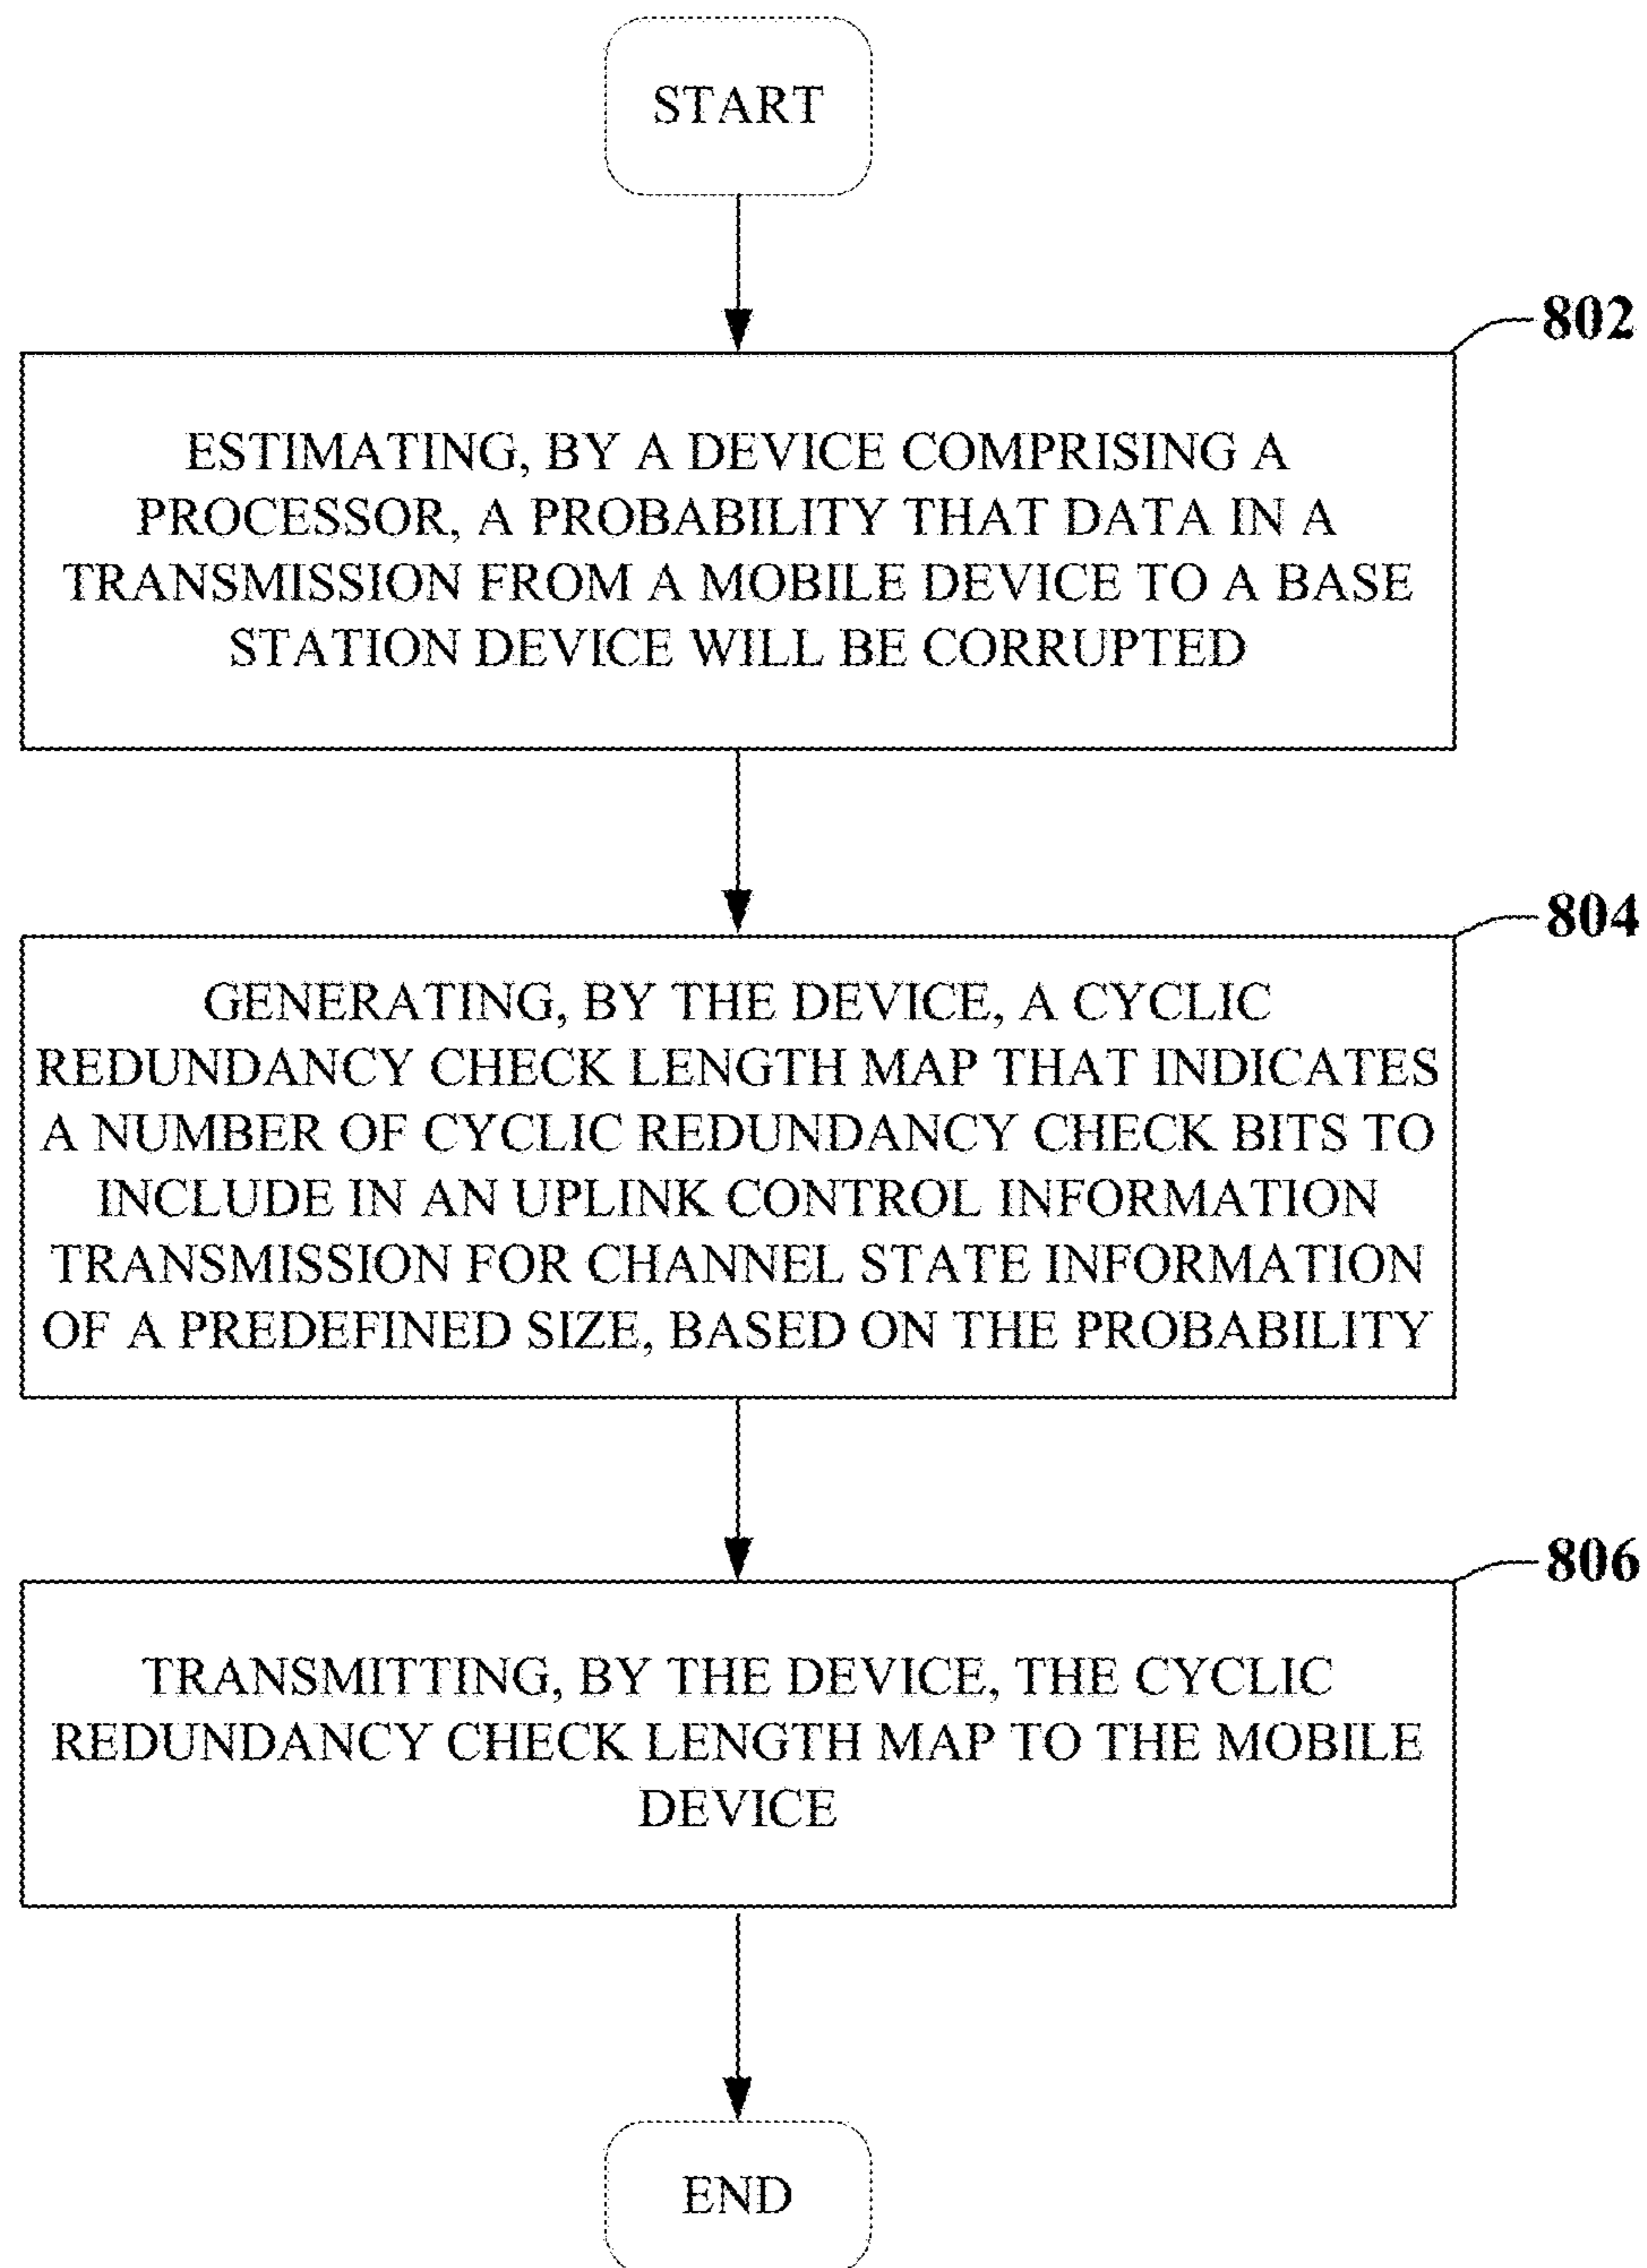 START
802
ESTIMATING, BY A DEVICE COMPRISING A
PROCESSOR, A PROBABILITY THAT DATA IN A
TRANSMISSION FROM A MOBILE DEVICE TO A BASE
STATION DEVICE WILL BE CORRUPTED
804
GENERATING, BY THE DEVICE, A CYCLIC
REDUNDANCY CHECK LENGTH MAP THAT INDICATES
A NUMBER OF CYCLIC REDUNDANCY CHECK BITS TO
INCLUDE IN AN UPLINK CONTROL INFORMATION
TRANSMISSION FOR CHANNEL STATE INFORMATION
OF A PREDEFINED SIZE, BASED ON THE PROBABILITY
806
TRANSMITTING, BY THE DEVICE, THE CYCLIC
REDUNDANCY CHECK LENGTH MAP TO THE MOBILE
DEVICE
END